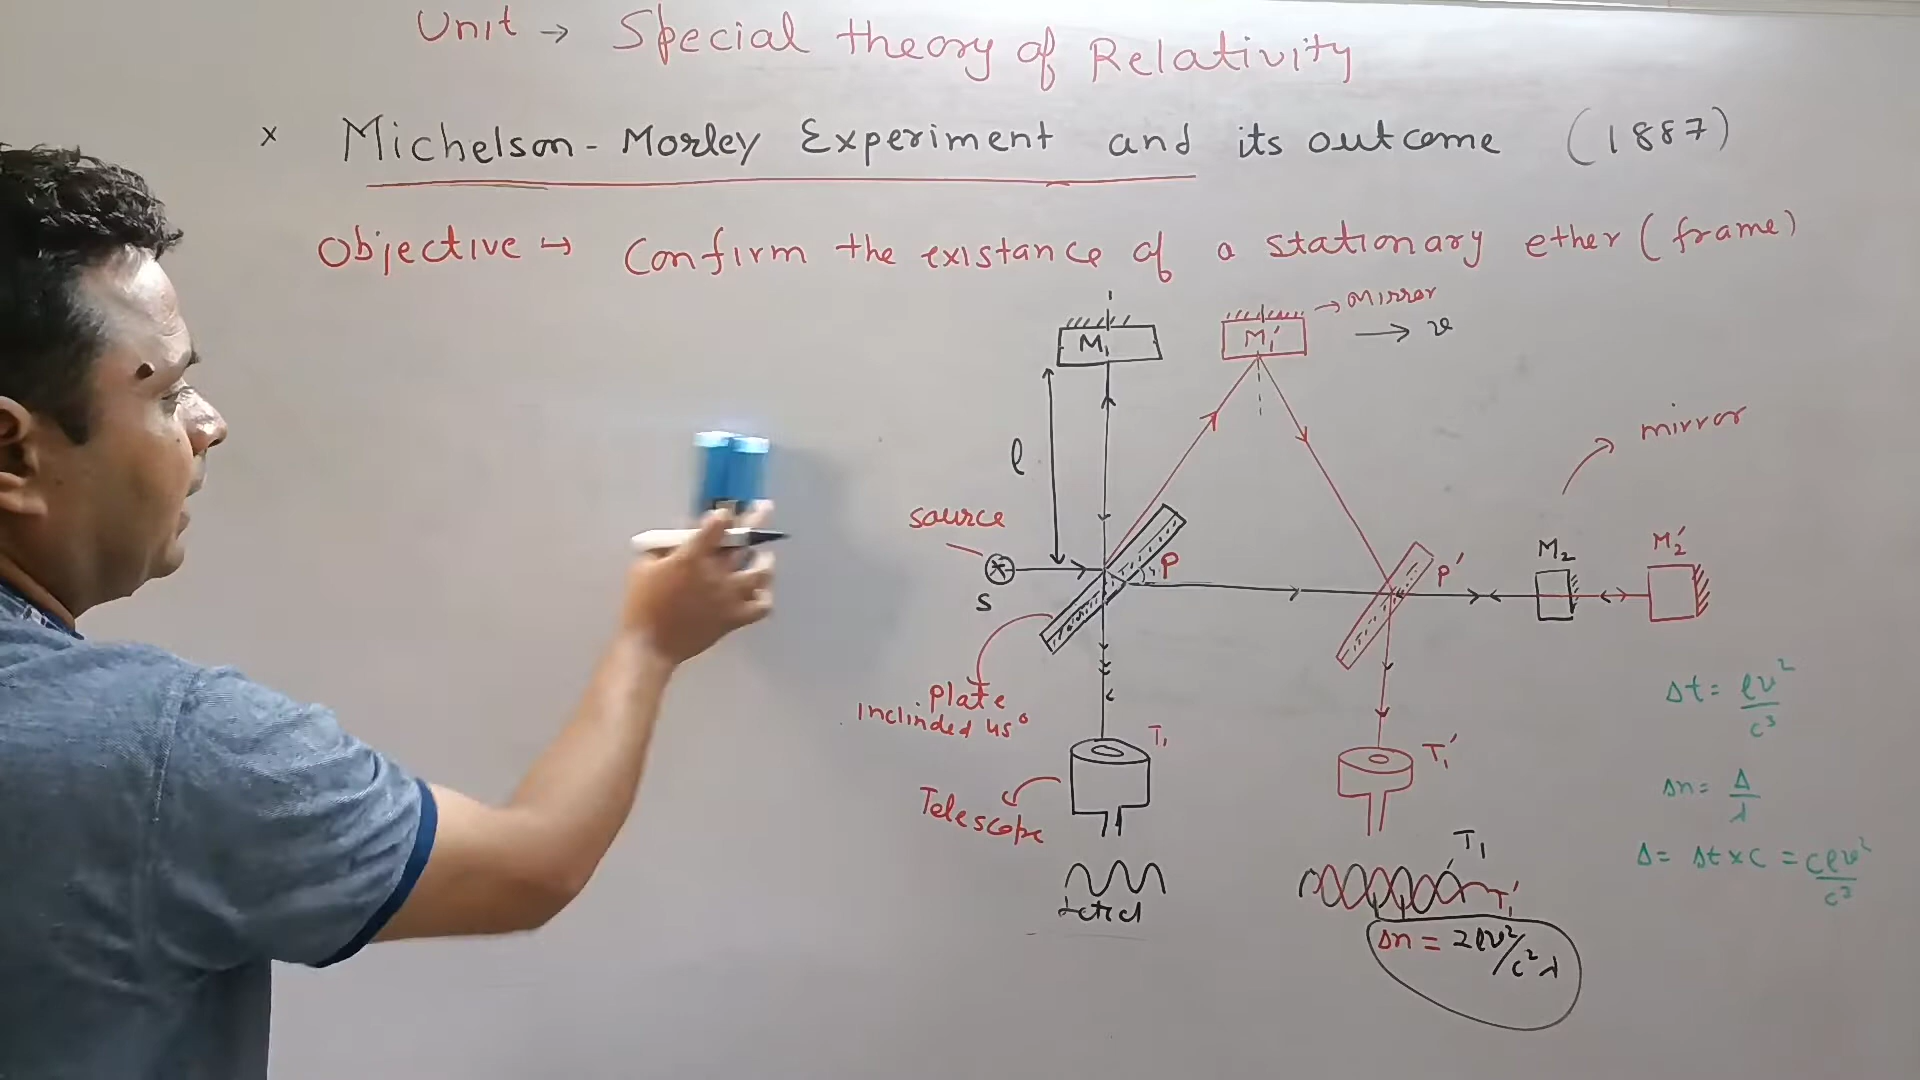 Unit → Special theory of Relativity
x Michelson-Morley Experiment and its outcome (1887)
Objective ↦ Confirm the existance of a stationary ether (frame)
→ mirror
M₁
M₁'
→ v
mirror
l
source
S
P
P'
M₂
M₂'
plate
Inclinded 45°
T₁
T₁'
Telescope
Δt = lv²/c³
Δn = Δ/λ
Δ = Δt x c = clv²/c³
T₁
T₁'
Δn = 2lv²/c²λ